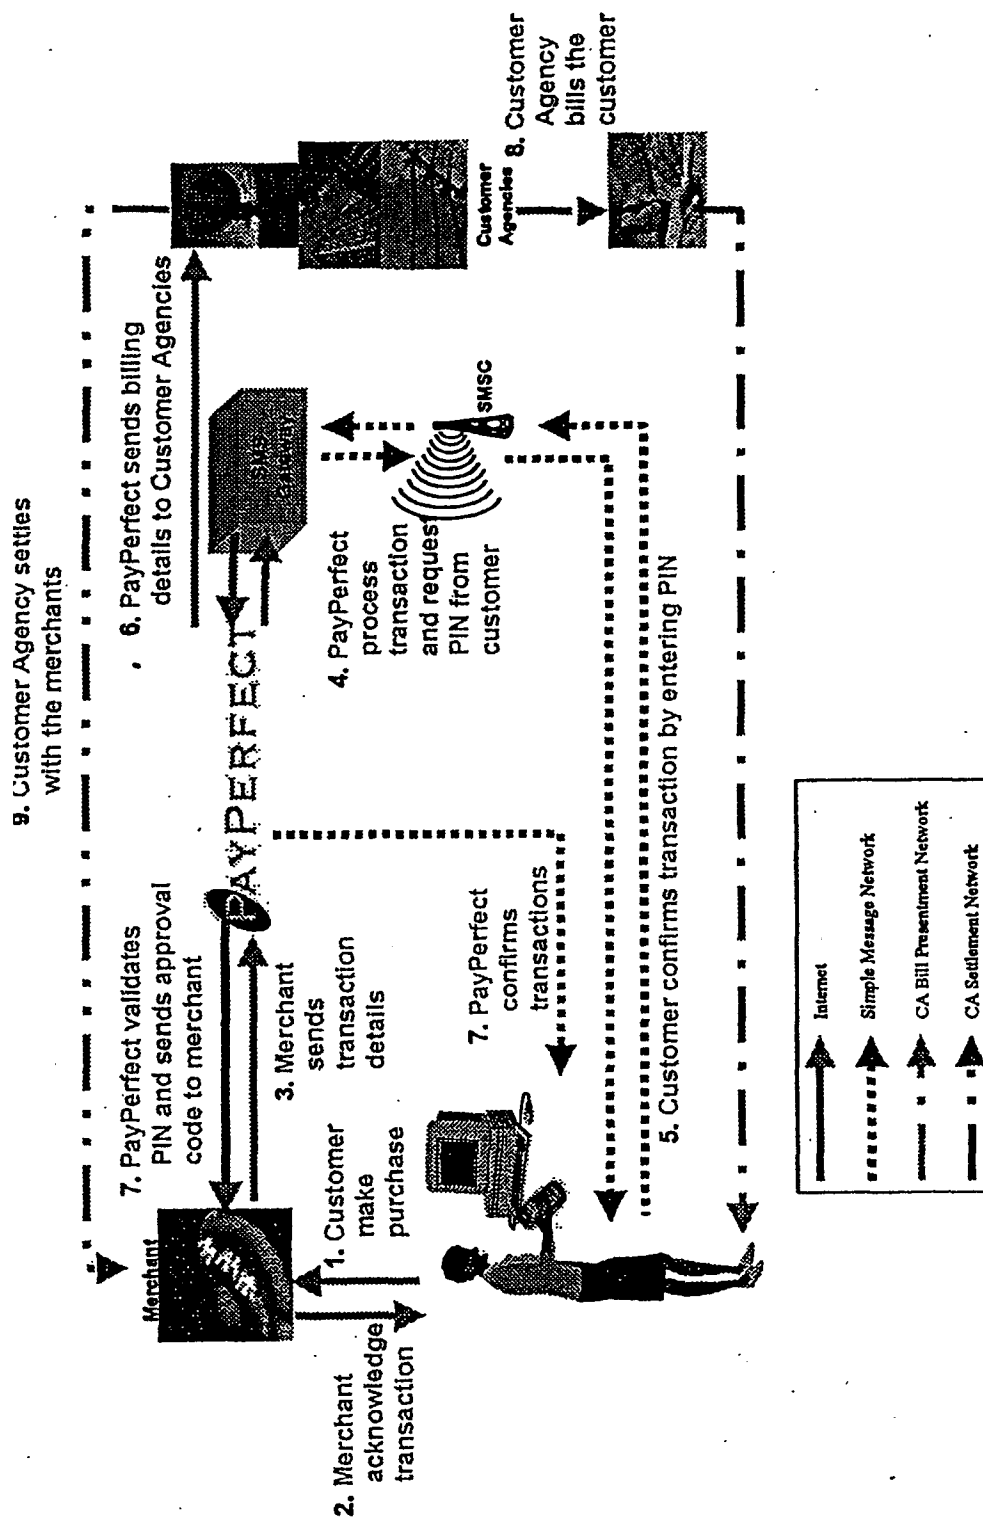 9. Customer Agency settles
with the merchants
7. PayPerfect validates
PIN and sends approval
code to merchant
6. PayPerfect sends billing
details to Customer Agencies
Merchant
PAYPERFECT
SMS
Gateway
3. Merchant
sends
transaction
details
1. Customer
make
purchase
2. Merchant
acknowledge
transaction
4. PayPerfect
process
transaction
and request
PIN from
customer
SMSC
Customer
Agencies
8. Customer
Agency
bills the
customer
7. PayPerfect
confirms
transactions
5. Customer confirms transaction by entering PIN
Internet
Simple Message Network
CA Bill Presentment Network
CA Settlement Network